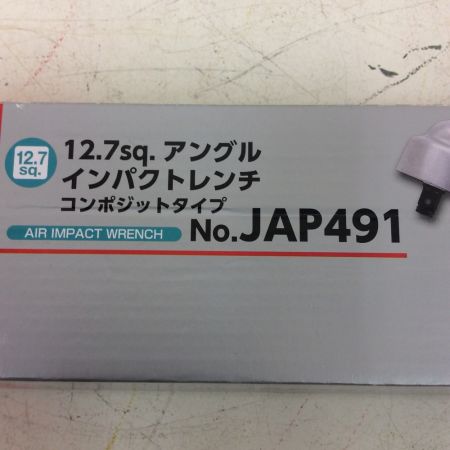 12.7
sq.
12.7sq. アングル
インパクトレンチ
コンポジットタイプ
AIR IMPACT WRENCH No.JAP491